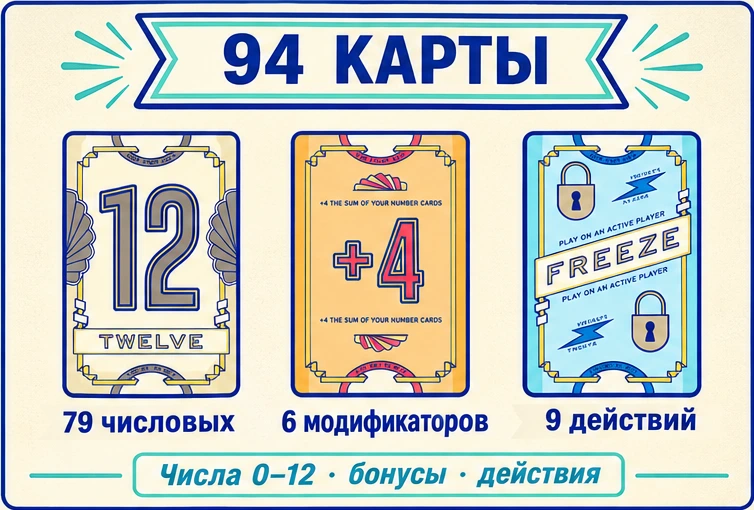 94 КАРТЫ
12
TWELVE
+4 THE SUM OF YOUR NUMBER CARDS
+4
+4 THE SUM OF YOUR NUMBER CARDS
PLAY ON AN ACTIVE PLAYER
FREEZE
PLAY ON AN ACTIVE PLAYER
79 числовых
6 модификаторов
9 действий
Числа 0–12 · бонусы · действия